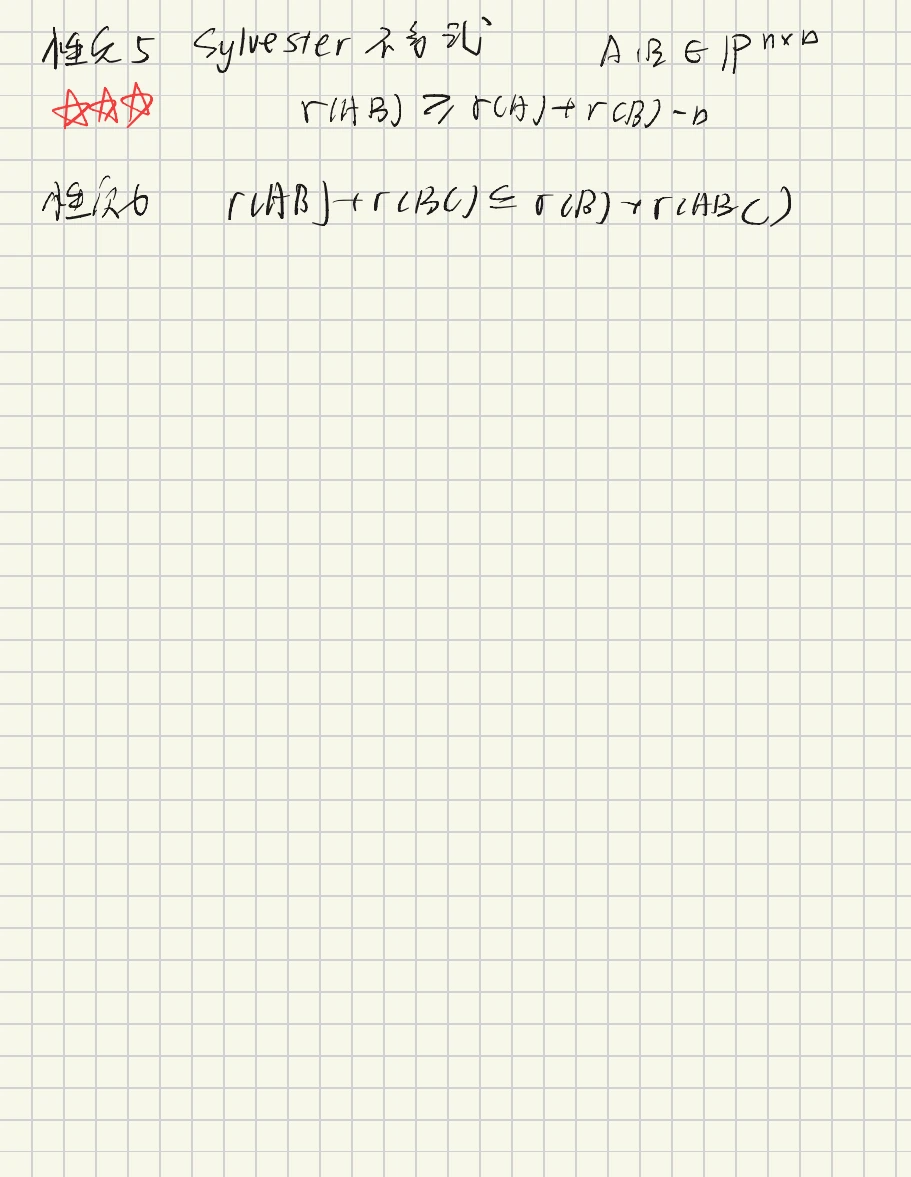 性质5 Sylvester 不等式 A,B ∈ P^{n×n}
r(AB) ⩾ r(A)+r(B)-n
性质6 r(AB)+r(BC) ≤ r(B)+r(ABC)